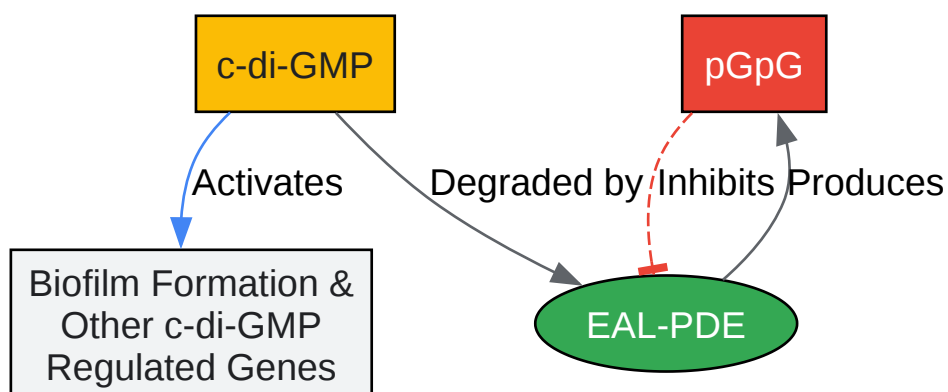 c-di-GMP
pGpG
Activates
Degraded by
Inhibits
Produces
Biofilm Formation &
Other c-di-GMP
Regulated Genes
EAL-PDE